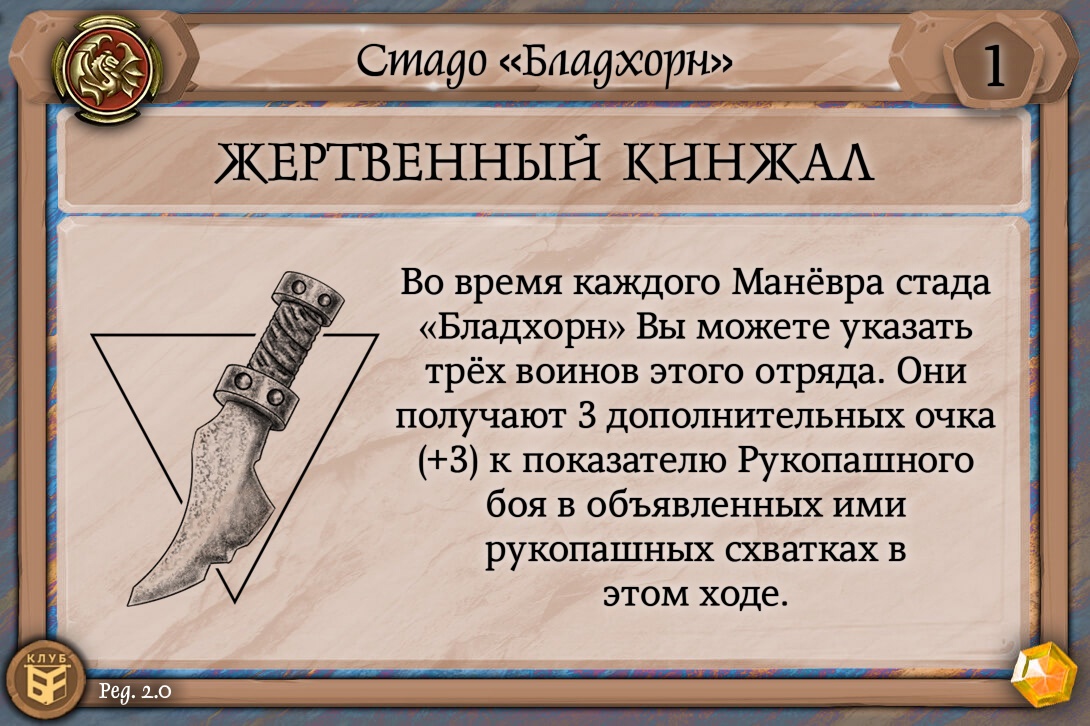 Стадо «Бладхорн»
1
ЖЕРТВЕННЫЙ КИНЖАЛ
Во время каждого Манёвра стада
«Бладхорн» Вы можете указать
трёх воинов этого отряда. Они
получают 3 дополнительных очка
(+3) к показателю Рукопашного
боя в объявленных ими
рукопашных схватках в
этом ходе.
КЛУБ
Ред. 2.0